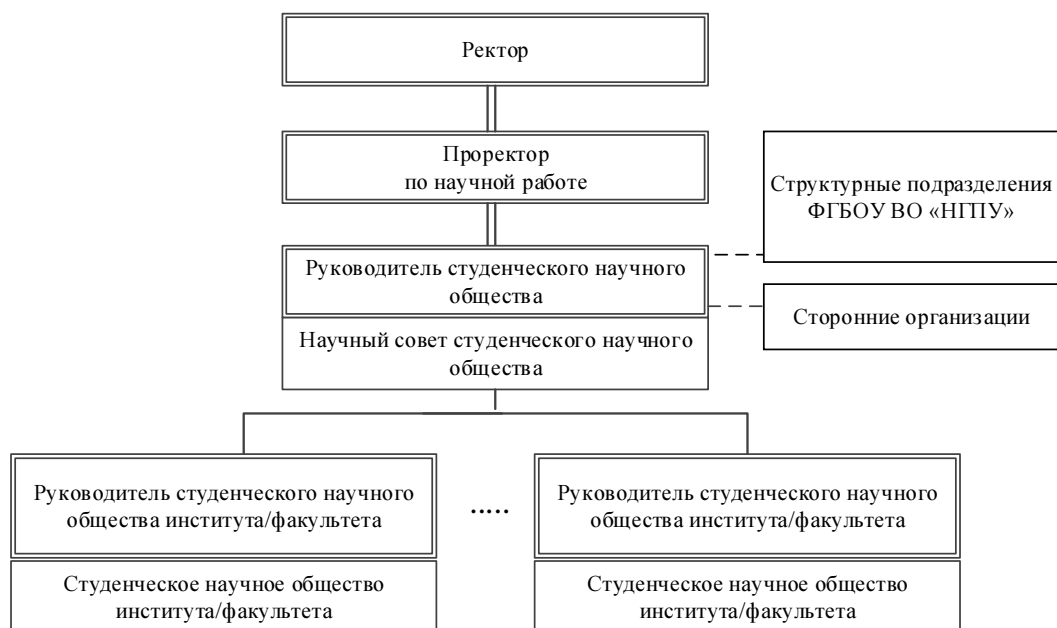 Ректор
Проректор
по научной работе
Структурные подразделения
ФГБОУ ВО «НГПУ»
Руководитель студенческого научного
общества
Сторонние организации
Научный совет студенческого научного
общества
Руководитель студенческого научного
общества института/факультета
.....
Руководитель студенческого научного
общества института/факультета
Студенческое научное общество
института/факультета
Студенческое научное общество
института/факультета